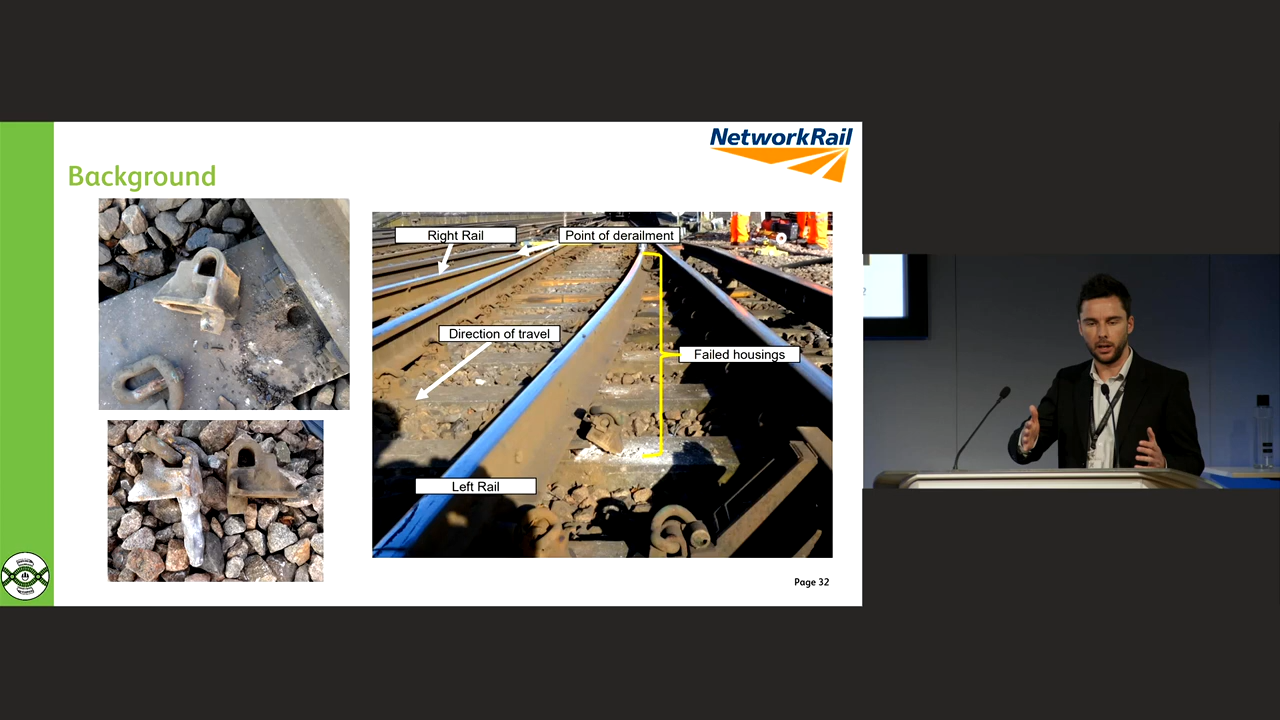 NetworkRail
Background
Right Rail
Point of derailment
Direction of travel
Failed housings
Left Rail
Page 32